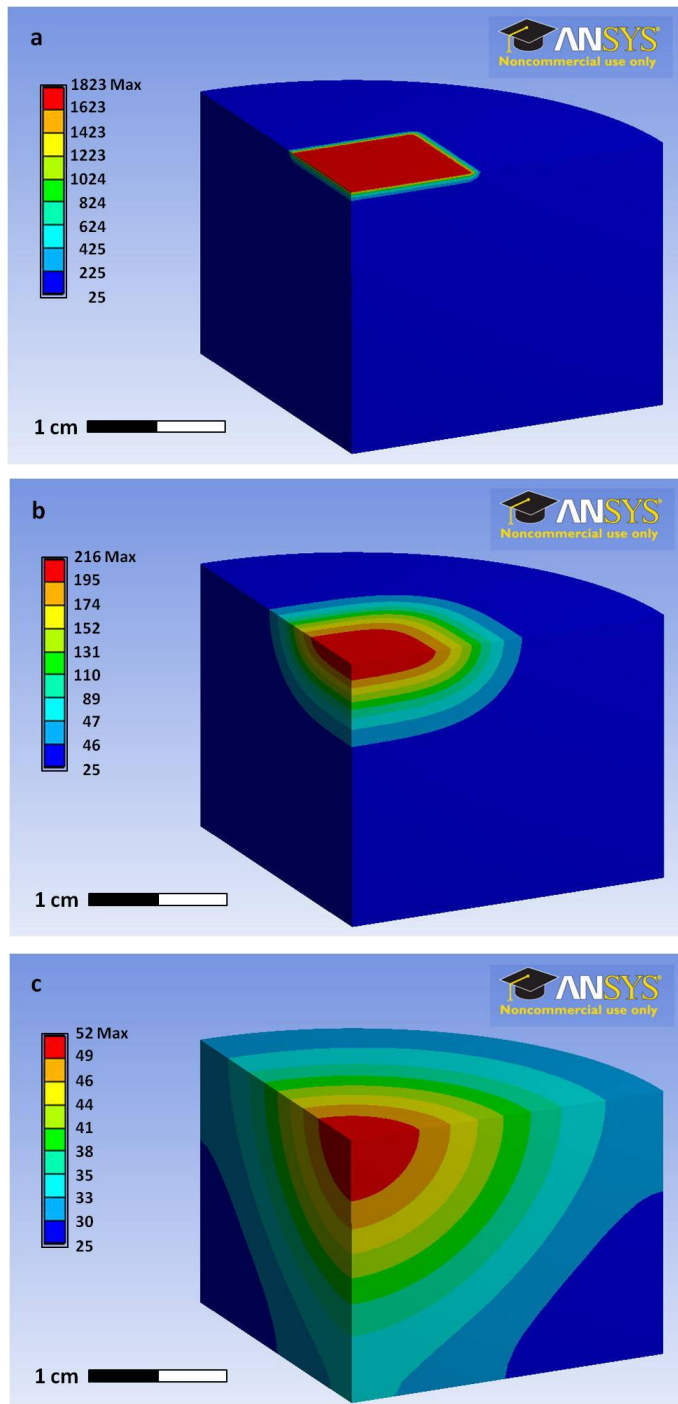 a
ANSYS®
Noncommercial use only
1823 Max
1623
1423
1223
1024
824
624
425
225
25
1 cm
b
ANSYS®
Noncommercial use only
216 Max
195
174
152
131
110
89
47
46
25
1 cm
c
ANSYS®
Noncommercial use only
52 Max
49
46
44
41
38
35
33
30
25
1 cm